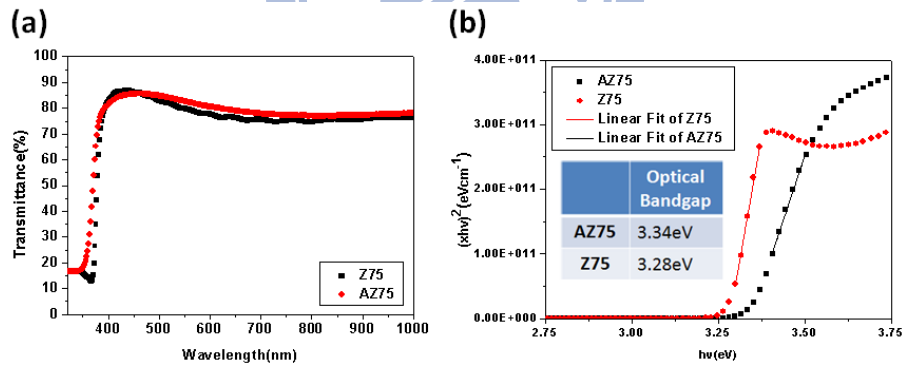 (a)
100
90
80
70
60
50
40
30
20
10
0
Transmittance(%)
Z75
AZ75
400 500 600 700 800 900 1000
Wavelength(nm)
(b)
4.00E+011
3.00E+011
2.00E+011
1.00E+011
0.00E+000
(xhv)2(eVcm-1)
AZ75
Z75
Linear Fit of Z75
Linear Fit of AZ75
Optical
Bandgap
AZ75 3.34eV
Z75 3.28eV
2.75 3.00 3.25 3.50 3.75
hv(eV)